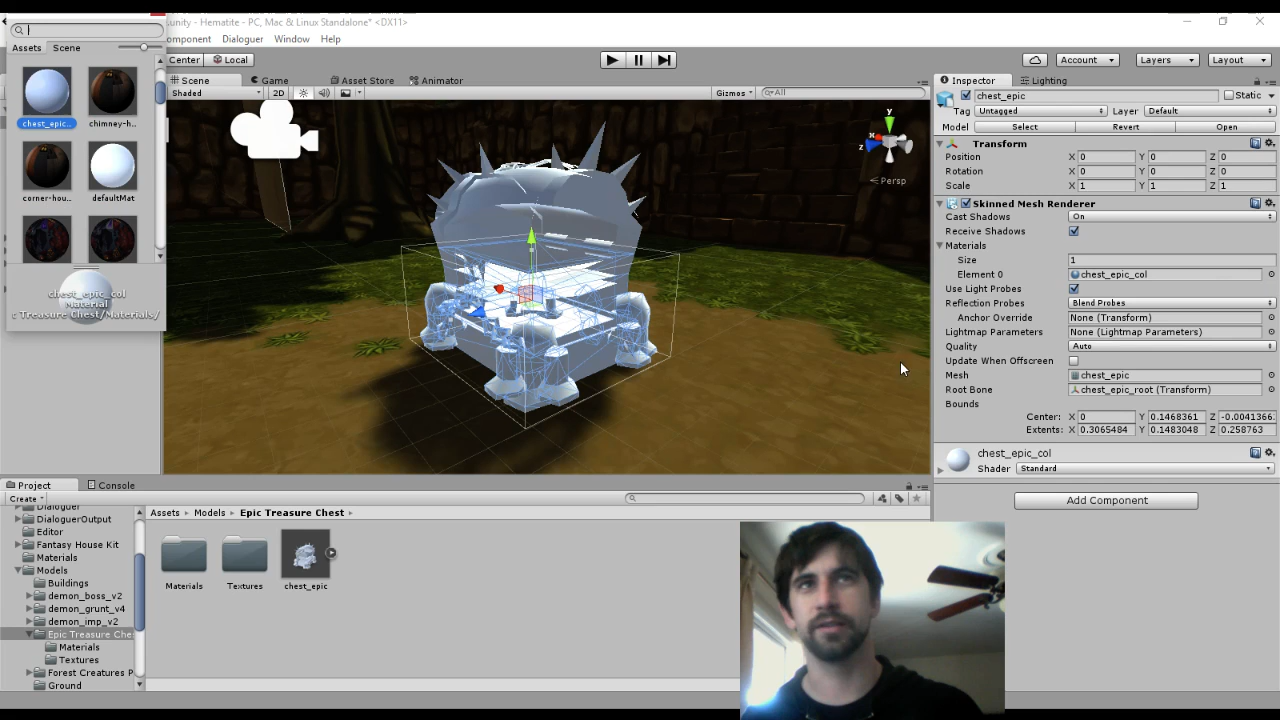 .unity - Hematite - PC, Mac & Linux Standalone* <DX11>
omponent Dialoguer Window Help
Assets Scene
chest_epic.. chimney-h..
corner-hou.. defaultMat
chest_epic_col
Material
c Treasure Chest/Materials/
Center Local
Account Layers Layout
Scene Game Asset Store Animator
Shaded 2D Gizmos All
y
x
z
Persp
Inspector Lighting
chest_epic Static
Tag Untagged Layer Default
Model Select Revert Open
Transform
Position X 0 Y 0 Z 0
Rotation X 0 Y 0 Z 0
Scale X 1 Y 1 Z 1
Skinned Mesh Renderer
Cast Shadows On
Receive Shadows
Materials
Size 1
Element 0 chest_epic_col
Use Light Probes
Reflection Probes Blend Probes
Anchor Override None (Transform)
Lightmap Parameters None (Lightmap Parameters)
Quality Auto
Update When Offscreen
Mesh chest_epic
Root Bone chest_epic_root (Transform)
Bounds
Center: X 0 Y 0.1468361 Z -0.0041366.
Extents: X 0.3065484 Y 0.1483048 Z 0.258763
chest_epic_col
Shader Standard
Add Component
Project Console
Create
Dialoguer
DialoguerOutput
Editor
Fantasy House Kit
Materials
Models
Buildings
demon_boss_v2
demon_grunt_v4
demon_imp_v2
Epic Treasure Ches
Materials
Textures
Forest Creatures P
Ground
Assets Models Epic Treasure Chest
Materials Textures chest_epic